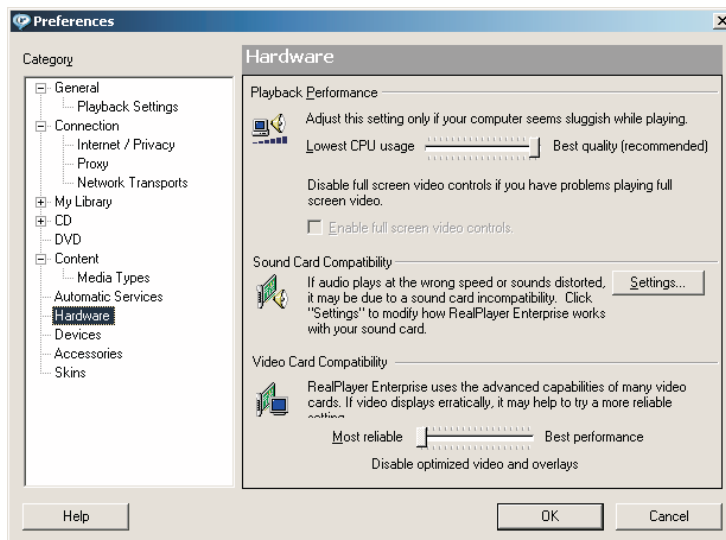 Preferences
Category
General
Playback Settings
Connection
Internet / Privacy
Proxy
Network Transports
My Library
CD
DVD
Content
Media Types
Automatic Services
Hardware
Devices
Accessories
Skins
Hardware
Playback Performance
Adjust this setting only if your computer seems sluggish while playing.
Lowest CPU usage Best quality (recommended)
Disable full screen video controls if you have problems playing full
screen video.
Enable full screen video controls.
Sound Card Compatibility
If audio plays at the wrong speed or sounds distorted,
it may be due to a sound card incompatibility. Click
"Settings" to modify how RealPlayer Enterprise works
with your sound card.
Settings...
Video Card Compatibility
RealPlayer Enterprise uses the advanced capabilities of many video
cards. If video displays erratically, it may help to try a more reliable
setting.
Most reliable Best performance
Disable optimized video and overlays
Help OK Cancel